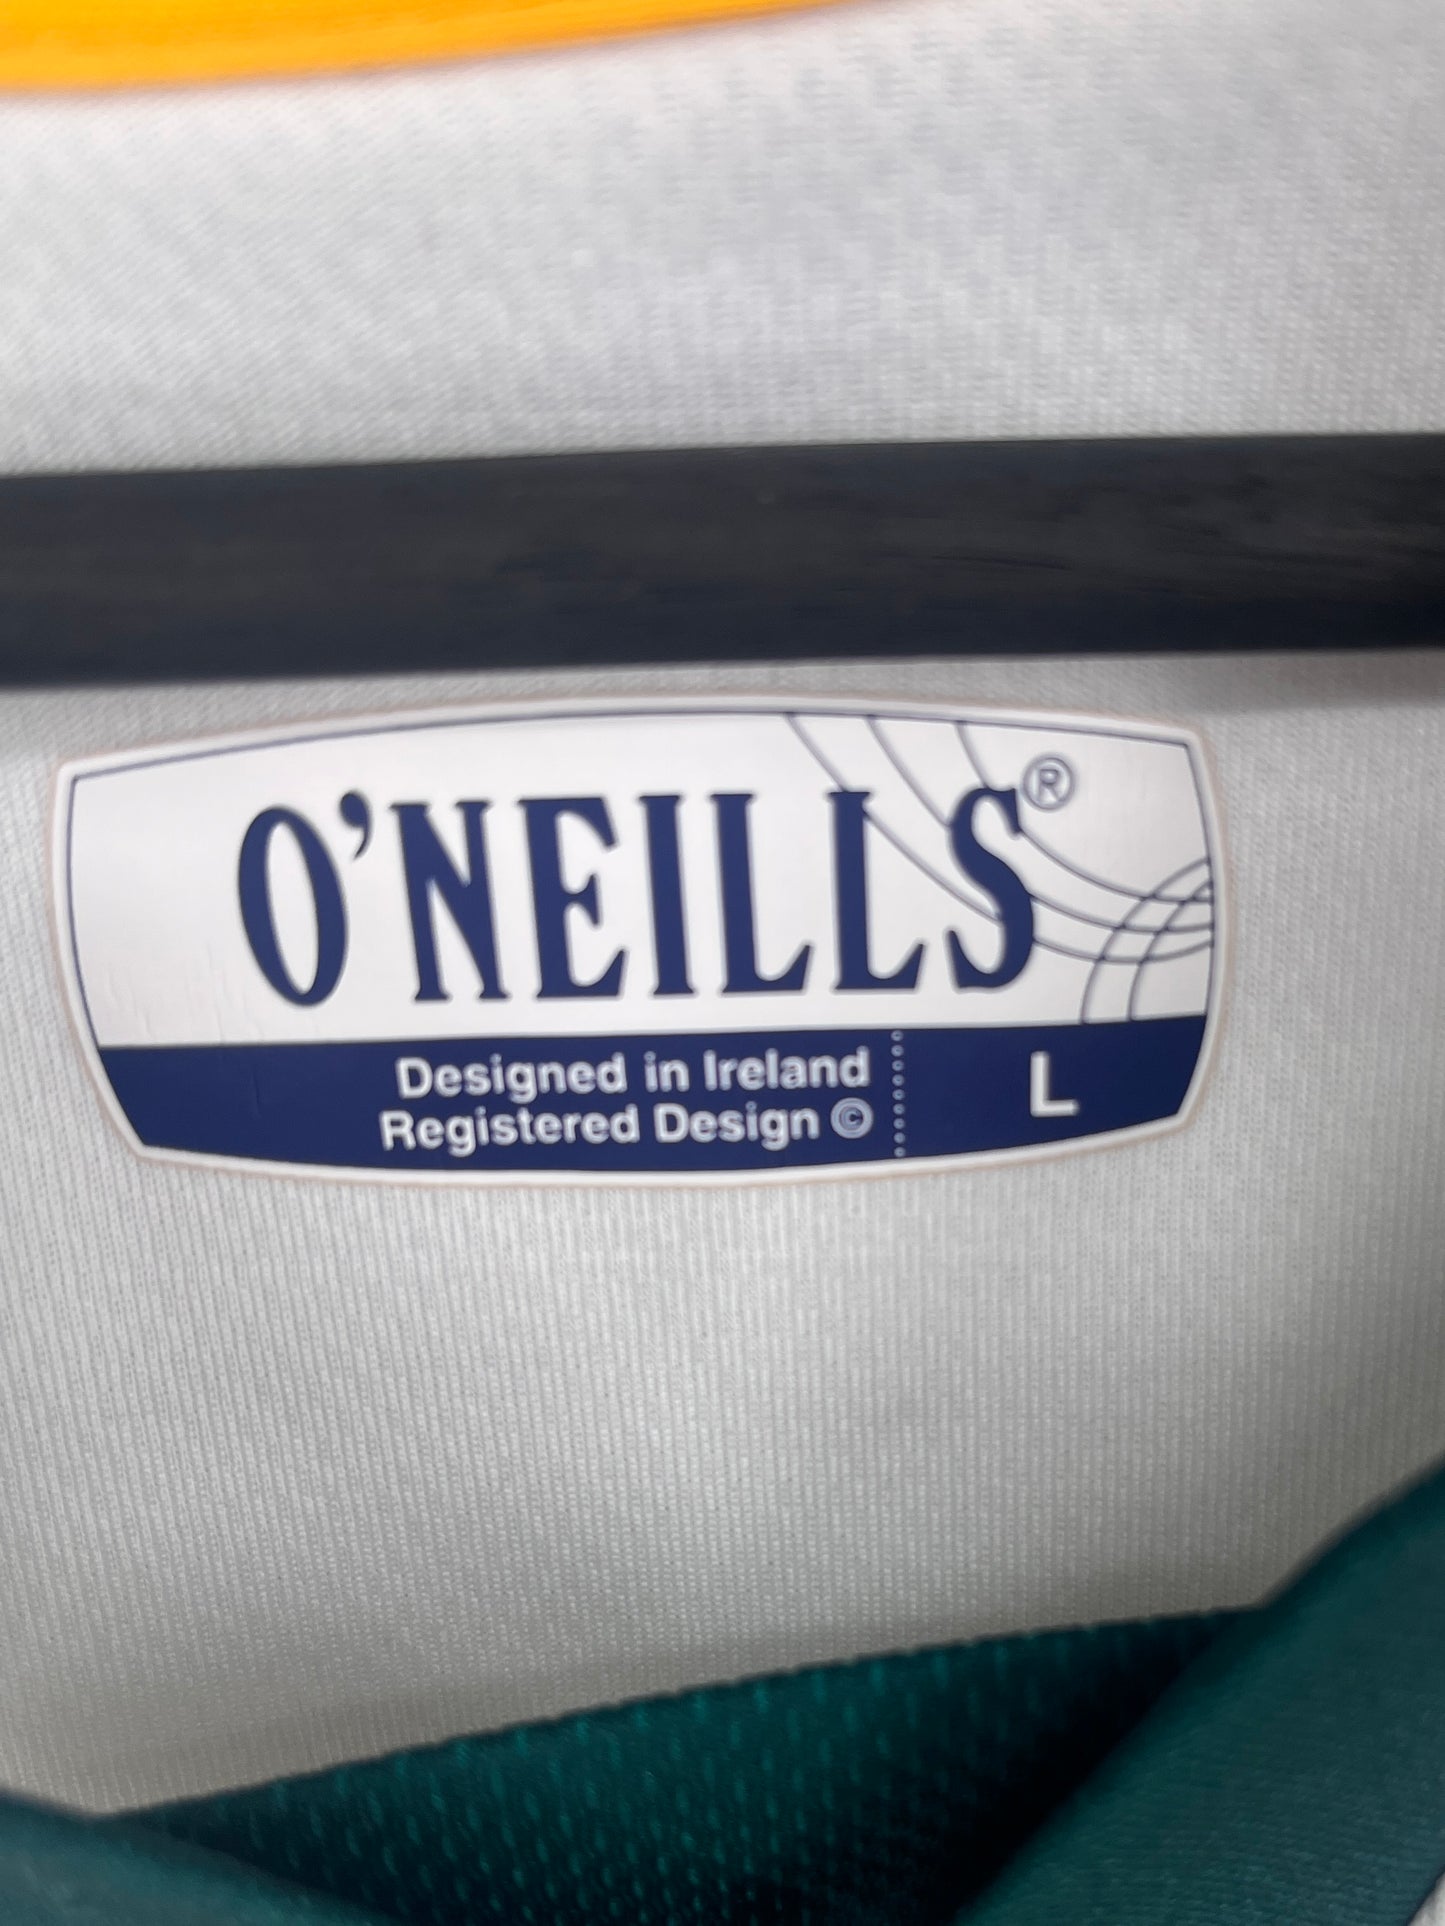 O'NEILLS®
Designed in Ireland
Registered Design ©
L